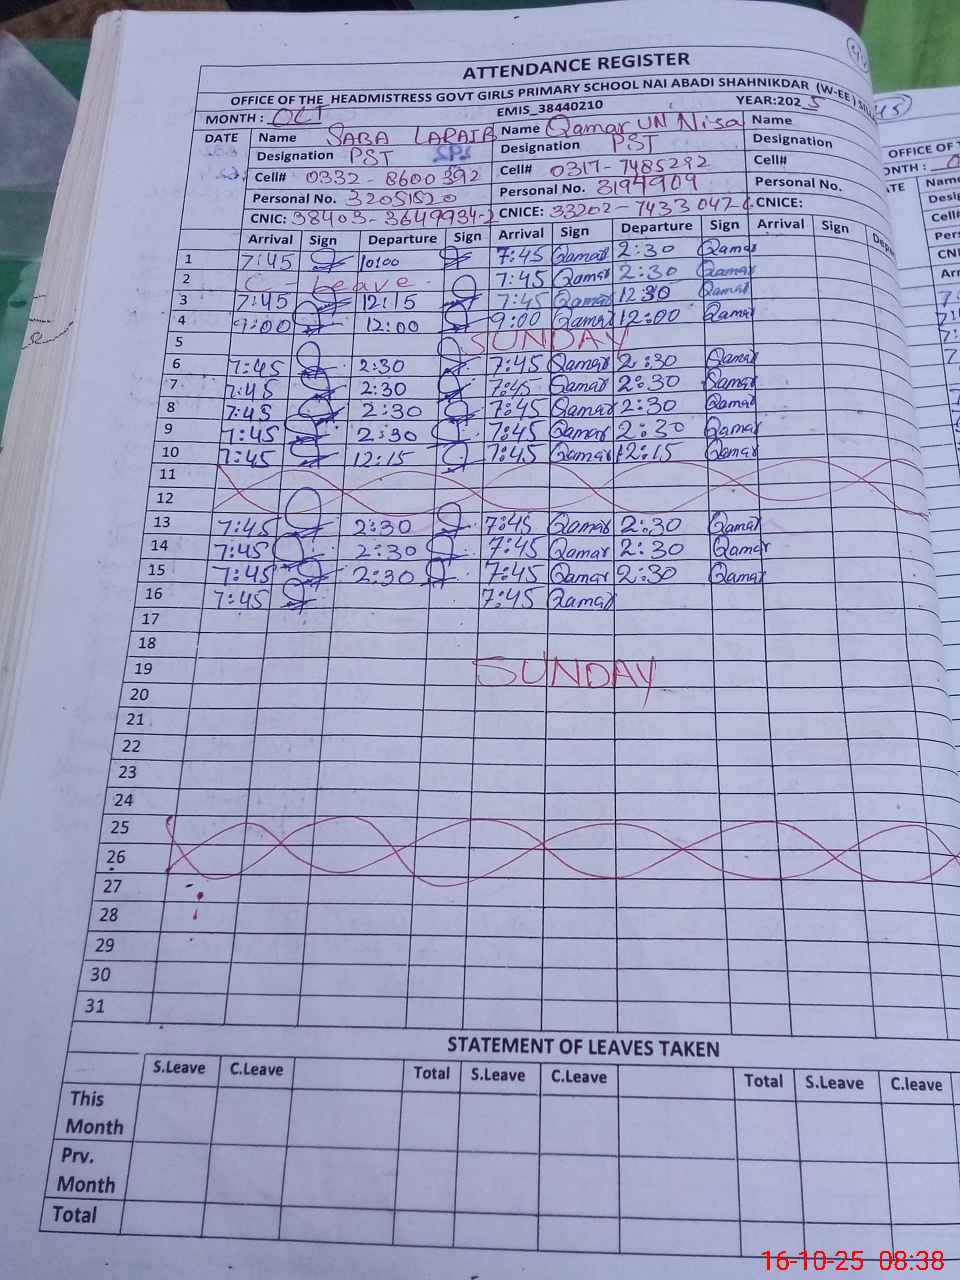 ATTENDANCE REGISTER
OFFICE OF THE HEADMISTRESS GOVT GIRLS PRIMARY SCHOOL NAI ABADI SHAHNIKDAR (W-EE)
MONTH : OCT EMIS_38440210 YEAR:2025
DATE Name SABA LARAIB Name Qamar UN Nisa Name
Designation PST SPS Designation PST Designation
Cell# 0332-8600392 Cell# 0317-7485292 Cell#
Personal No. 32051520 Personal No. 3194909 Personal No.
CNIC: 38403-3649934-2 CNICE: 33202-7433047-6 CNICE:
Arrival Sign Departure Sign Arrival Sign Departure Sign Arrival Sign
1 7:45 10:00 7:45 Qamar 2:30 Qamar
2 C - Leave 7:45 Qamar 2:30 Qamar
3 7:45 12:15 7:45 Qamar 12:30 Qamar
4 9:00 12:00 9:00 Qamar 12:00 Qamar
5 SUNDAY
6 7:45 2:30 7:45 Qamar 2:30 Qamar
7 7:45 2:30 7:45 Qamar 2:30 Qamar
8 7:45 2:30 7:45 Qamar 2:30 Qamar
9 7:45 2:30 7:45 Qamar 2:30 Qamar
10 7:45 12:15 7:45 Qamar 12:15 Qamar
11
12
13 7:45 2:30 7:45 Qamar 2:30 Qamar
14 7:45 2:30 7:45 Qamar 2:30 Qamar
15 7:45 2:30 7:45 Qamar 2:30 Qamar
16 7:45 7:45 Qamar
17
18
19 SUNDAY
20
21
22
23
24
25
26
27
28
29
30
31
STATEMENT OF LEAVES TAKEN
S.Leave C.Leave Total S.Leave C.Leave Total S.Leave C.leave
This Month
Prv. Month
Total
45
OFFICE OF
Name
16-10-25 08:38